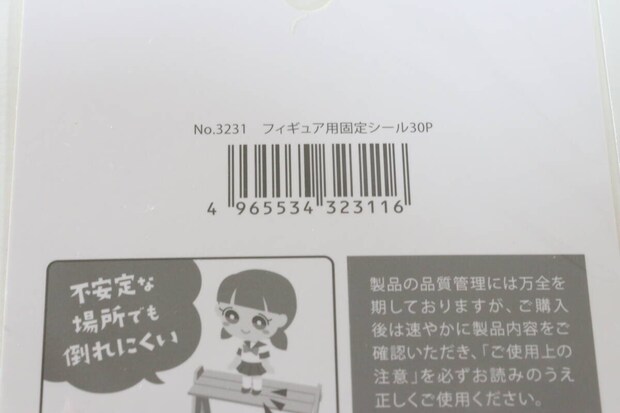 No.3231　フィギュア用固定シール30P
4 965534 323116
不安定な
場所でも
倒れにくい
製品の品質管理には万全を
期しておりますが、ご購入
後は速やかに製品内容をご
確認いただき、「ご使用上の
注意」を必ずお読みのうえ
正しくご使用ください。